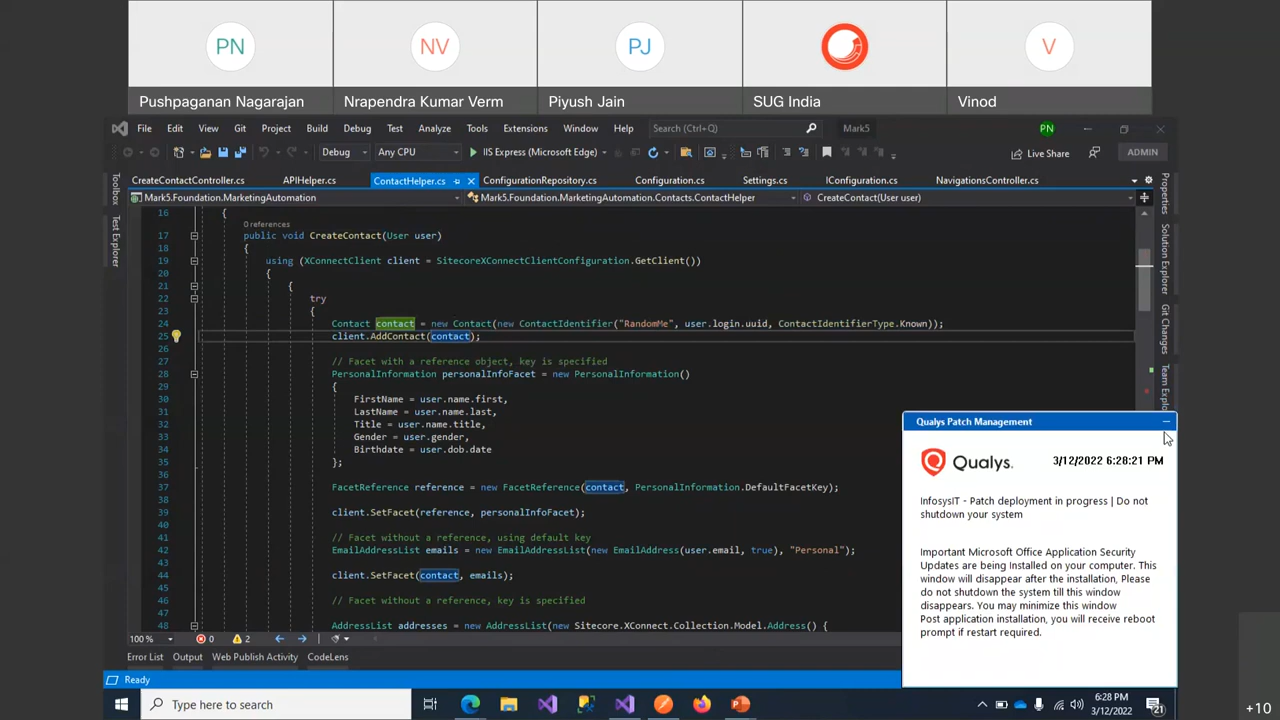 PN
NV
PJ
V
Pushpaganan Nagarajan
Nrapendra Kumar Verm
Piyush Jain
SUG India
Vinod
File Edit View Git Project Build Debug Test Analyze Tools Extensions Window Help Search (Ctrl+Q) Mark5 PN
Debug Any CPU IIS Express (Microsoft Edge) Live Share ADMIN
CreateContactController.cs APIHelper.cs ContactHelper.cs ConfigurationRepository.cs Configuration.cs Settings.cs IConfiguration.cs NavigationsController.cs
Mark5.Foundation.MarketingAutomation Mark5.Foundation.MarketingAutomation.Contacts.ContactHelper CreateContact(User user)
Toolbox
Test Explorer
Properties
Solution Explorer
Git Changes
Team Explo
16 {
0 references
17 public void CreateContact(User user)
18 {
19 using (XConnectClient client = SitecoreXConnectClientConfiguration.GetClient())
20 {
21 {
22 try
23 {
24 Contact contact = new Contact(new ContactIdentifier("RandomMe", user.login.uuid, ContactIdentifierType.Known));
25 client.AddContact(contact);
26
27 // Facet with a reference object, key is specified
28 PersonalInformation personalInfoFacet = new PersonalInformation()
29 {
30 FirstName = user.name.first,
31 LastName = user.name.last,
32 Title = user.name.title,
33 Gender = user.gender,
34 Birthdate = user.dob.date
35 };
36
37 FacetReference reference = new FacetReference(contact, PersonalInformation.DefaultFacetKey);
38
39 client.SetFacet(reference, personalInfoFacet);
40
41 // Facet without a reference, using default key
42 EmailAddressList emails = new EmailAddressList(new EmailAddress(user.email, true), "Personal");
43
44 client.SetFacet(contact, emails);
45
46 // Facet without a reference, key is specified
47
48 AddressList addresses = new AddressList(new Sitecore.XConnect.Collection.Model.Address() {
Qualys Patch Management
Qualys. 3/12/2022 6:28:21 PM
InfosysIT - Patch deployment in progress | Do not
shutdown your system
Important Microsoft Office Application Security
Updates are being Installed on your computer. This
window will disappear after the installation, Please
do not shutdown the system till this window
disappears. You may minimize this window
Post application installation, you will receive reboot
prompt if restart required.
100 % 0 2
Error List Output Web Publish Activity CodeLens
Ready
Type here to search
6:28 PM
3/12/2022
21
+10